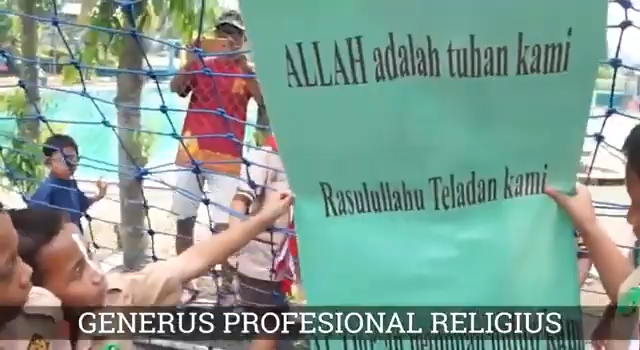 ALLAH adalah tuhan kami
Rasulullahu Teladan kami
GENERUS PROFESIONAL RELIGIUS